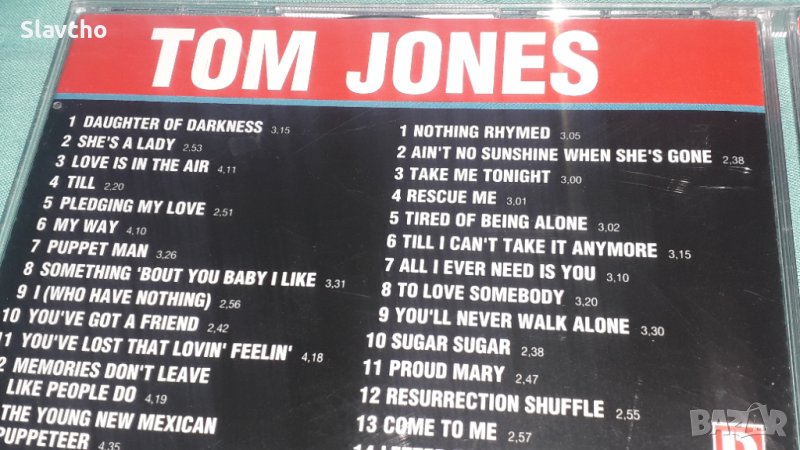 Slavtcho
TOM JONES
1 DAUGHTER OF DARKNESS 3,15
2 SHE'S A LADY 2,53
3 LOVE IS IN THE AIR 4,11
4 TILL 2,20
5 PLEDGING MY LOVE 2,51
6 MY WAY 4,10
7 PUPPET MAN 3,26
8 SOMETHING 'BOUT YOU BABY I LIKE 3,31
9 I (WHO HAVE NOTHING) 2,56
10 YOU'VE GOT A FRIEND 2,42
11 YOU'VE LOST THAT LOVIN' FEELIN' 4,18
2 MEMORIES DON'T LEAVE
LIKE PEOPLE DO 4,19
THE YOUNG NEW MEXICAN
PUPPETEER 4,35
1 NOTHING RHYMED 3,05
2 AIN'T NO SUNSHINE WHEN SHE'S GONE 2,38
3 TAKE ME TONIGHT 3,00
4 RESCUE ME 3,01
5 TIRED OF BEING ALONE 3,02
6 TILL I CAN'T TAKE IT ANYMORE 3,15
7 ALL I EVER NEED IS YOU 3,10
8 TO LOVE SOMEBODY 3,20
9 YOU'LL NEVER WALK ALONE 3,30
10 SUGAR SUGAR 2,38
11 PROUD MARY 2,47
12 RESURRECTION SHUFFLE 2,55
13 COME TO ME 2,57
BAZAR